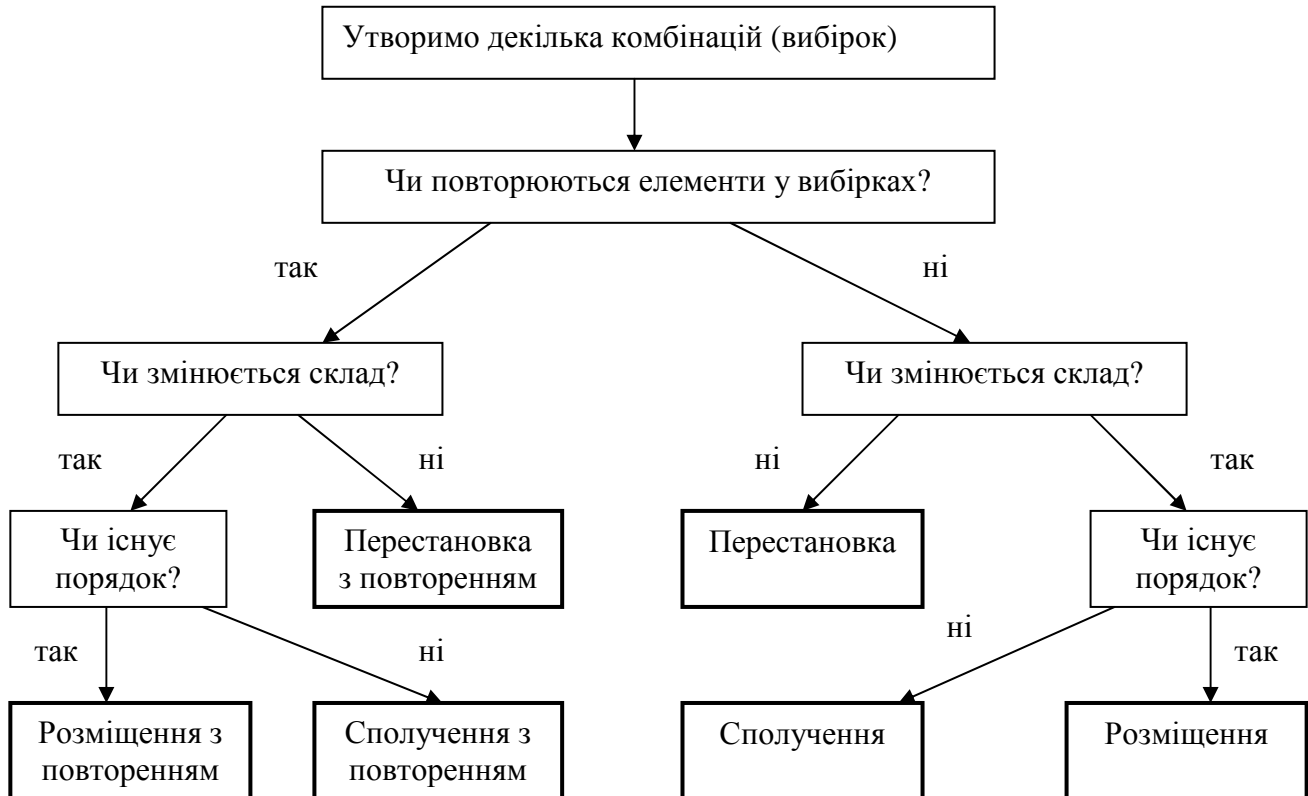 Утворимо декілька комбінацій (вибірок)
Чи повторюються елементи у вибірках?
так
ні
Чи змінюється склад?
Чи змінюється склад?
так
ні
ні
так
Чи існує
порядок?
Перестановка
з повторенням
Перестановка
Чи існує
порядок?
так
ні
ні
так
Розміщення з
повторенням
Сполучення з
повторенням
Сполучення
Розміщення